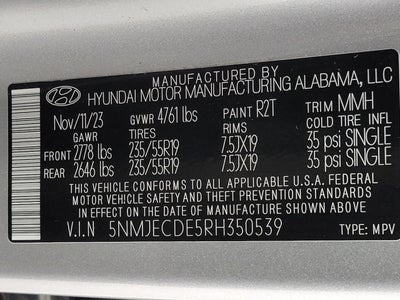 MANUFACTURED BY
HYUNDAI MOTOR MANUFACTURING ALABAMA, LLC
Nov/11/23 GVWR 4761 lbs PAINT R2T TRIM MMH
GAWR TIRES RIMS COLD TIRE INFL
FRONT 2778 lbs 235/55R19 7.5JX19 35 psi SINGLE
REAR 2646 lbs 235/55R19 7.5JX19 35 psi SINGLE
THIS VEHICLE CONFORMS TO ALL APPLICABLE U.S.A. FEDERAL
MOTOR VEHICLE SAFETY AND THEFT PREVENTION STANDARDS
IN EFFECT ON THE DATE OF MANUFACTURE SHOWN ABOVE
V.I.N 5NMJECDE5RH350539 TYPE: MPV